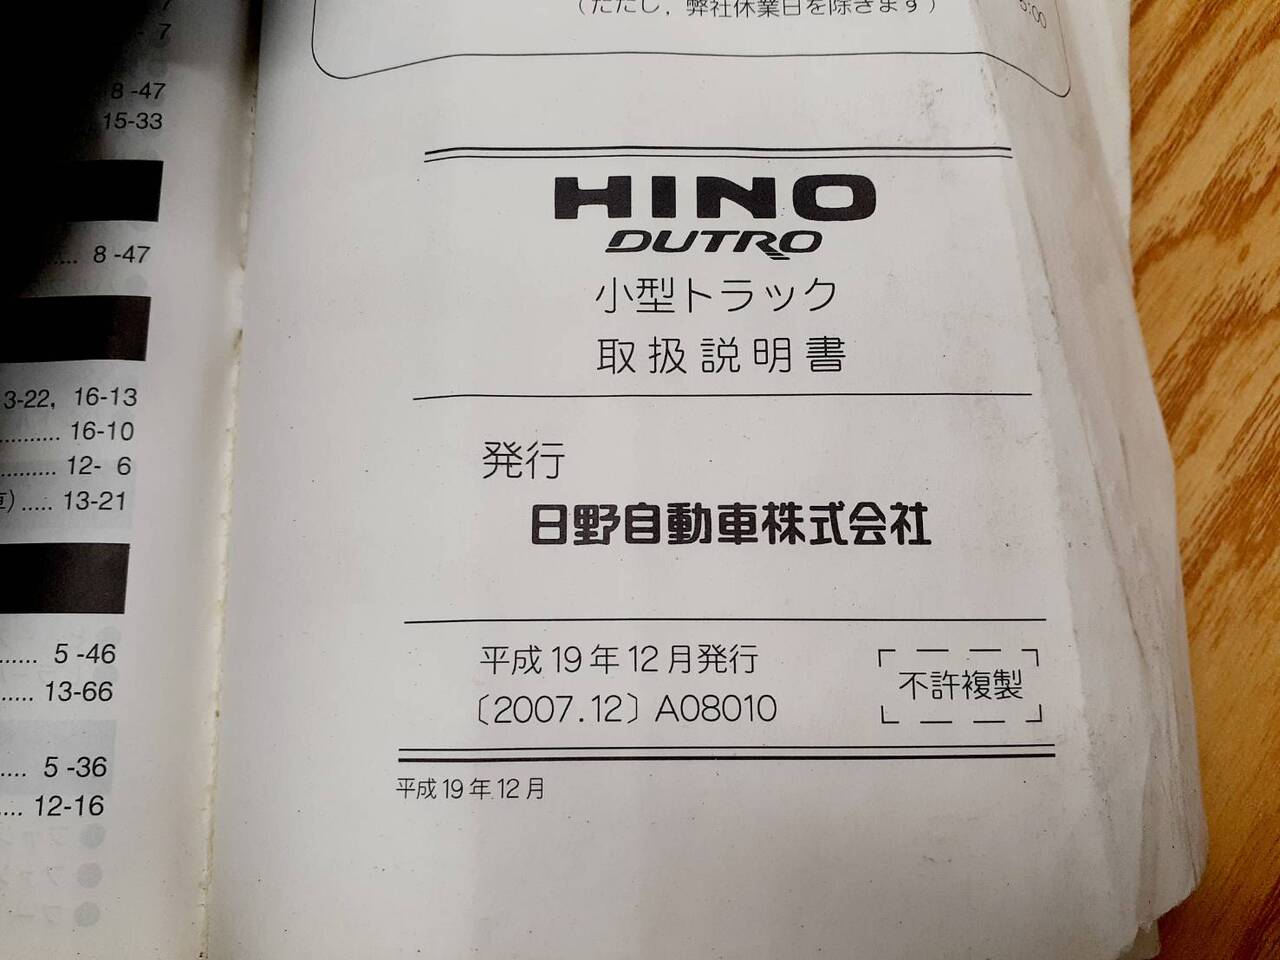 7
- 7
8 -47
15-33
.... 8 -47
3-22, 16-13
.......... 16-10
.......... 12- 6
)..... 13-21
...... 5 -46
..... 13-66
.... 5 -36
.... 12-16
(ただし, 弊社休業日を除きます)
5:00
HINO
DUTRO
小型トラック
取扱説明書
発行
日野自動車株式会社
平成19年12月発行
〔2007.12〕A08010
不許複製
平成19年12月